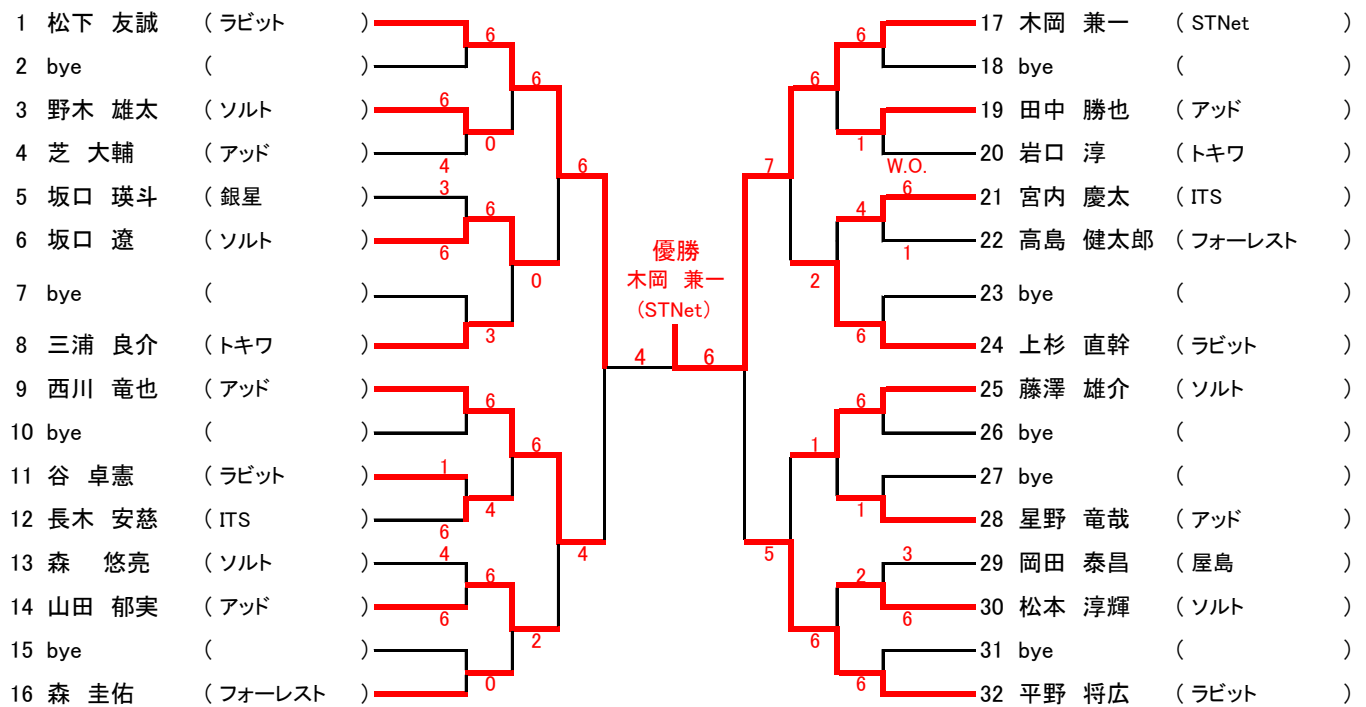 1 松下 友誠 ( ラビット ) 6 6 17 木岡 兼一 ( STNet )
2 bye ( ) 6 6 18 bye ( )
3 野木 雄太 ( ソルト ) 6 19 田中 勝也 ( アッド )
0 1
4 芝 大輔 ( アッド ) 4 6 7 W.O. 20 岩口 淳 ( トキワ )
5 坂口 瑛斗 ( 銀星 ) 3 6 4 6 21 宮内 慶太 ( ITS )
6 坂口 遼 ( ソルト ) 6 1 22 高島 健太郎 ( フォーレスト )
優勝
木岡 兼一
(STNet)
0 2
7 bye ( ) 23 bye ( )
8 三浦 良介 ( トキワ ) 3 6 24 上杉 直幹 ( ラビット )
4 6
9 西川 竜也 ( アッド ) 6 6 25 藤澤 雄介 ( ソルト )
10 bye ( ) 6 1 26 bye ( )
11 谷 卓憲 ( ラビット ) 1 27 bye ( )
12 長木 安慈 ( ITS ) 6 4 1 28 星野 竜哉 ( アッド )
13 森 悠亮 ( ソルト ) 4 6 4 5 2 3 29 岡田 泰昌 ( 屋島 )
14 山田 郁実 ( アッド ) 6 6 30 松本 淳輝 ( ソルト )
15 bye ( ) 2 6 31 bye ( )
16 森 圭佑 ( フォーレスト ) 0 6 32 平野 将広 ( ラビット )